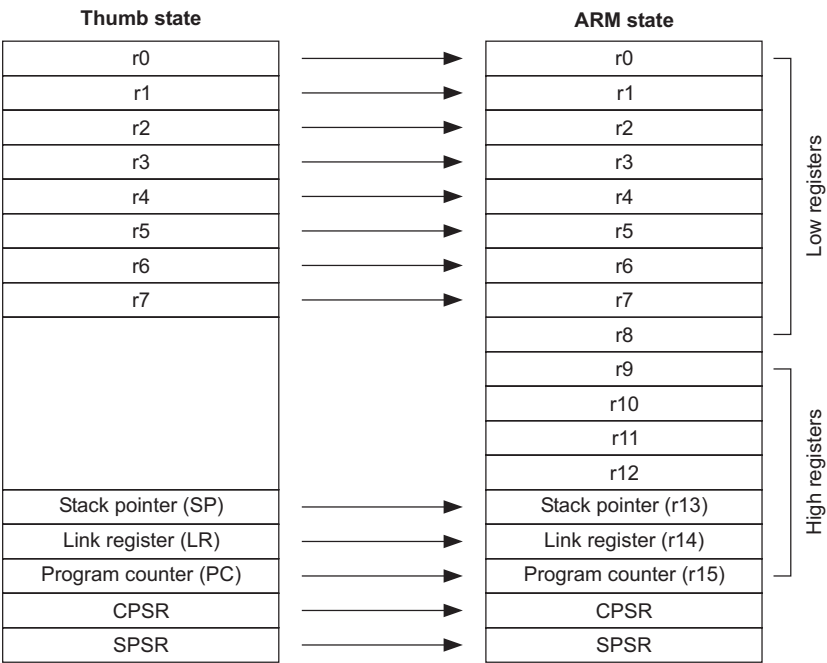 Thumb state
ARM state
r0
r0
r1
r1
r2
r2
r3
r3
r4
r4
r5
r5
r6
r6
r7
r7
r8
r9
r10
r11
r12
Stack pointer (SP)
Stack pointer (r13)
Link register (LR)
Link register (r14)
Program counter (PC)
Program counter (r15)
CPSR
CPSR
SPSR
SPSR
Low registers
High registers